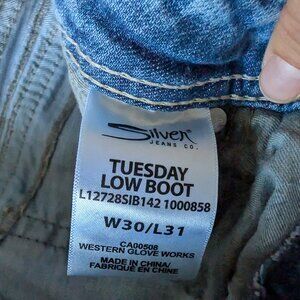 Silver
JEANS CO.
TUESDAY
LOW BOOT
L12728SIB142 1000858
W30/L31
CA00508
WESTERN GLOVE WORKS
MADE IN CHINA/
FABRIQUÉ EN CHINE